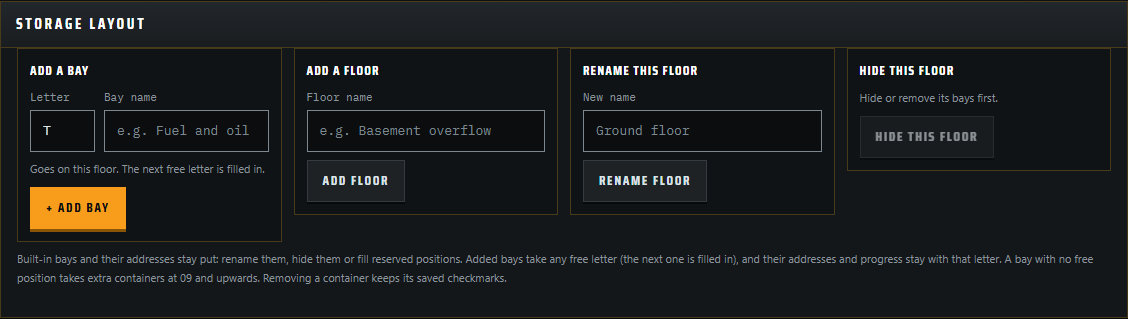 STORAGE LAYOUT
ADD A BAY
Letter Bay name
T e.g. Fuel and oil
Goes on this floor. The next free letter is filled in.
+ ADD BAY
ADD A FLOOR
Floor name
e.g. Basement overflow
ADD FLOOR
RENAME THIS FLOOR
New name
Ground floor
RENAME FLOOR
HIDE THIS FLOOR
Hide or remove its bays first.
HIDE THIS FLOOR
Built-in bays and their addresses stay put: rename them, hide them or fill reserved positions. Added bays take any free letter (the next one is filled in), and their addresses and progress stay with that letter. A bay with no free
position takes extra containers at 09 and upwards. Removing a container keeps its saved checkmarks.